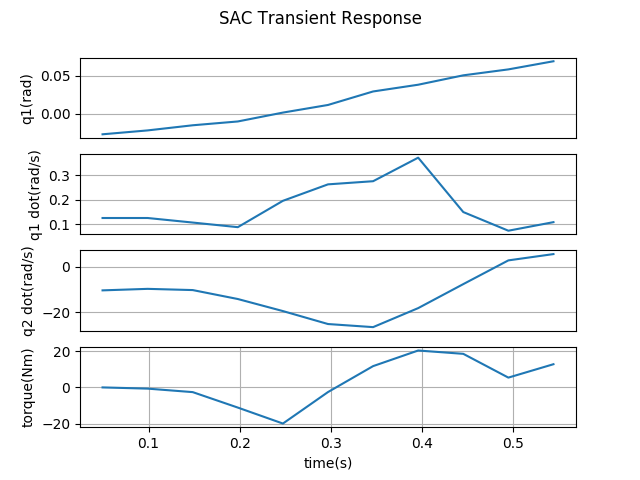 SAC Transient Response
q1(rad)
0.05
0.00
q1 dot(rad/s)
0.3
0.2
0.1
q2 dot(rad/s)
0
−20
torque(Nm)
20
0
−20
0.1 0.2 0.3 0.4 0.5
time(s)